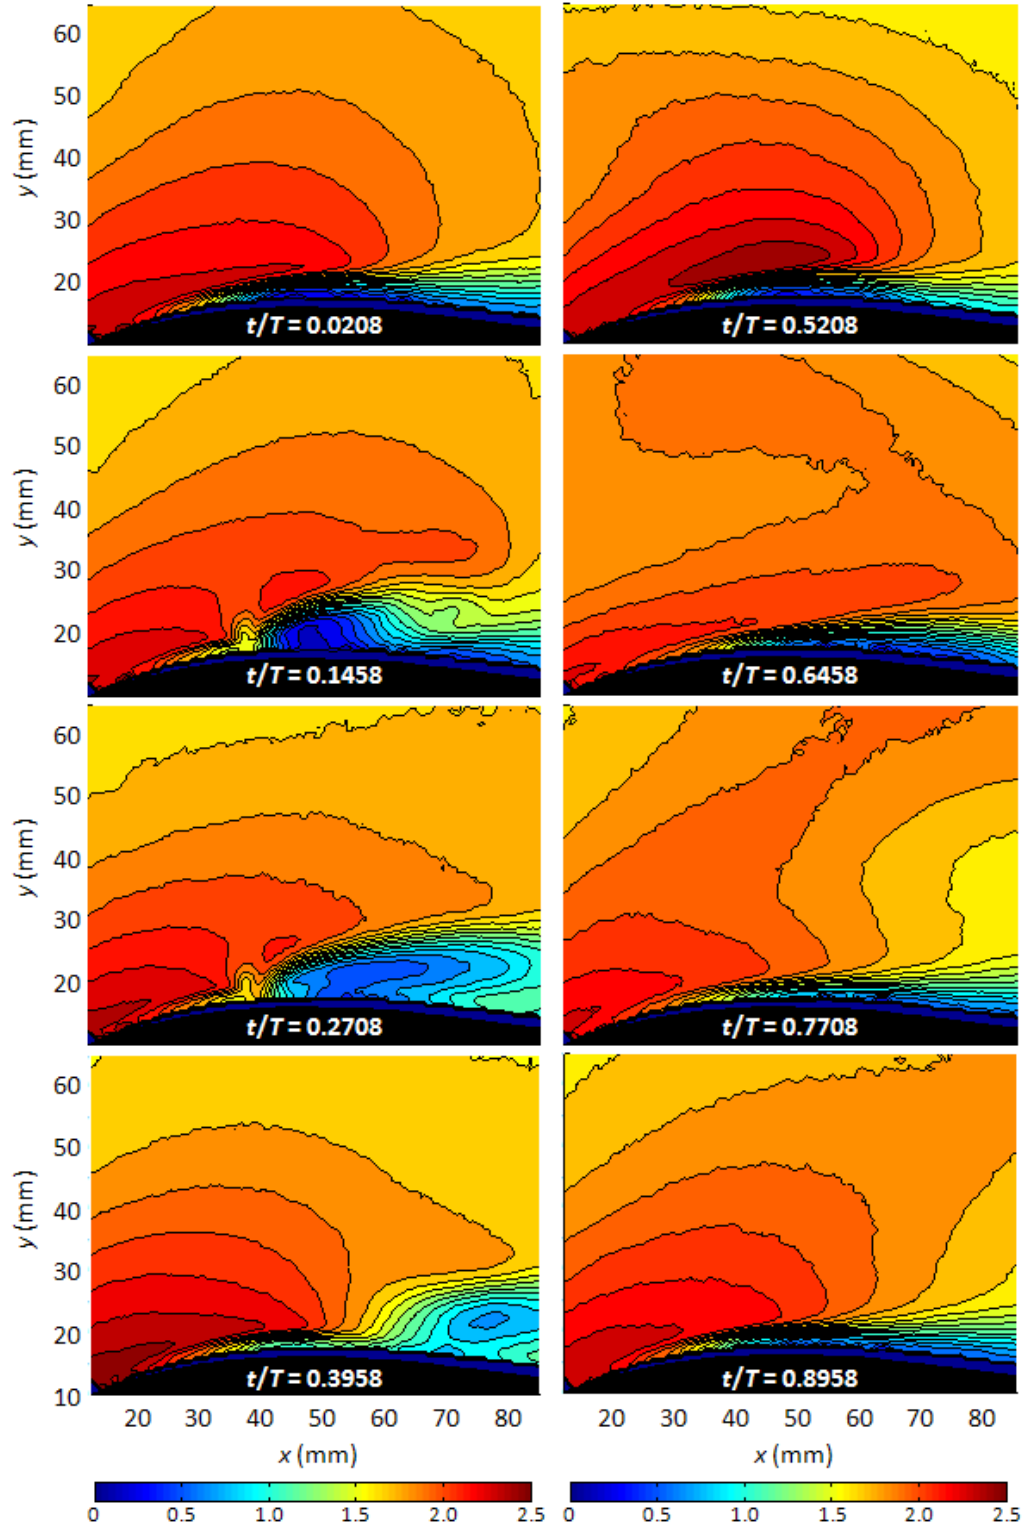 60
50
y (mm)
40
30
20
t/T = 0.0208
t/T = 0.5208
60
50
y (mm)
40
30
20
t/T = 0.1458
t/T = 0.6458
60
50
y (mm)
40
30
20
t/T = 0.2708
t/T = 0.7708
60
50
y (mm)
40
30
20
10
t/T = 0.3958
t/T = 0.8958
20 30 40 50 60 70 80
20 30 40 50 60 70 80
x (mm)
x (mm)
0 0.5 1.0 1.5 2.0 2.5
0 0.5 1.0 1.5 2.0 2.5